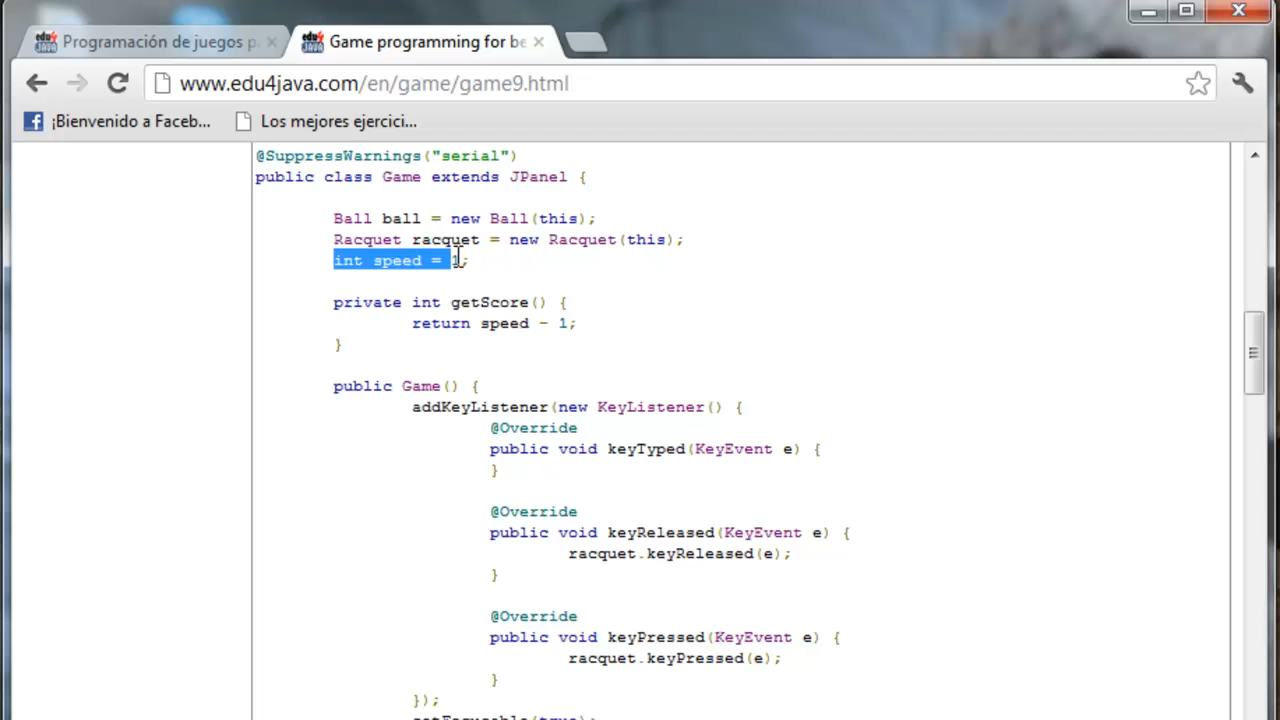 Programación de juegos p
Game programming for be
www.edu4java.com/en/game/game9.html
¡Bienvenido a Faceb...
Los mejores ejercici...
@SuppressWarnings("serial")
public class Game extends JPanel {
Ball ball = new Ball(this);
Racquet racquet = new Racquet(this);
int speed = 1;
private int getScore() {
return speed - 1;
}
public Game() {
addKeyListener(new KeyListener() {
@Override
public void keyTyped(KeyEvent e) {
}
@Override
public void keyReleased(KeyEvent e) {
racquet.keyReleased(e);
}
@Override
public void keyPressed(KeyEvent e) {
racquet.keyPressed(e);
}
});
setFocusable(true);